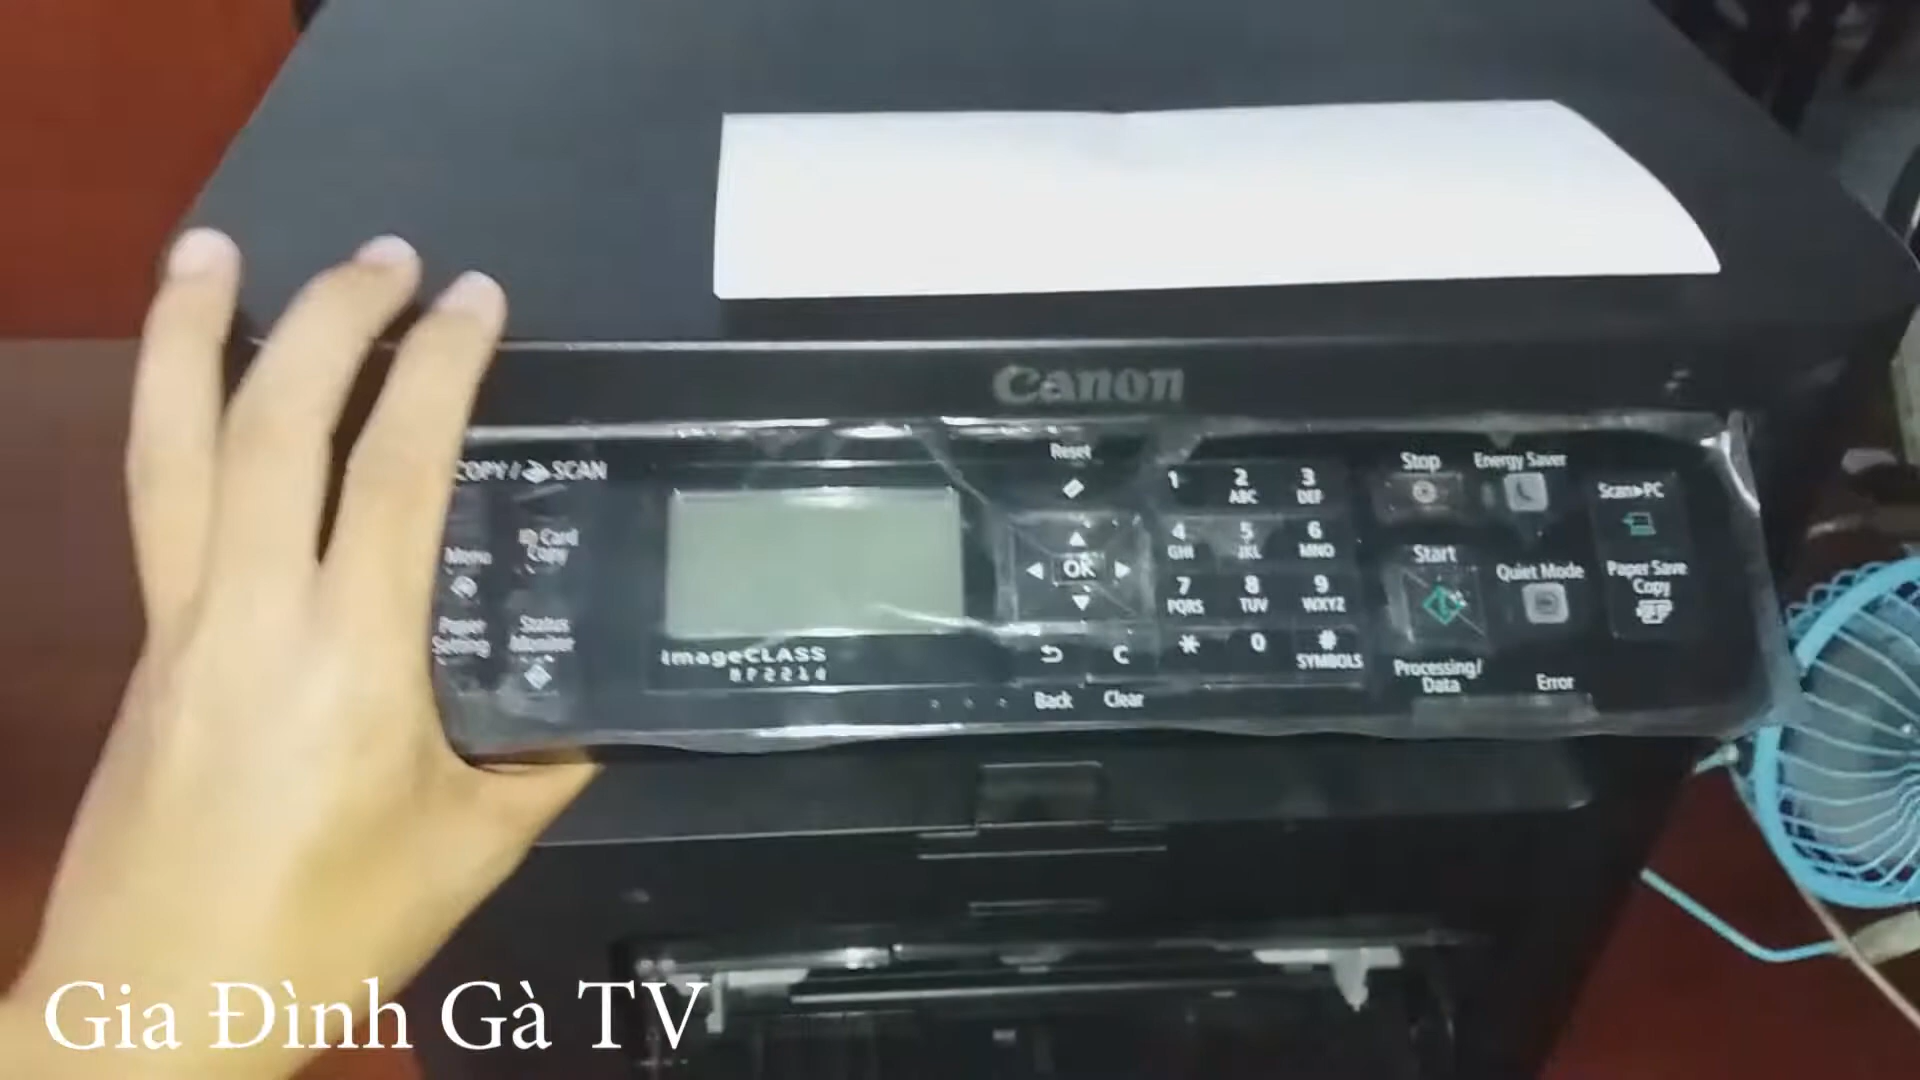 Canon
COPY / SCAN
Menu
ID Card
Copy
Paper
Setting
Status
Monitor
imageCLASS
Reset
OK
Back
C
Clear
1
2
ABC
3
DEF
4
GHI
5
JKL
6
MNO
7
PQRS
8
TUV
9
WXYZ
*
0
#
SYMBOLS
Stop
Start
Processing/
Data
Energy Saver
Quiet Mode
Error
Scan▸PC
Paper Save
Copy
Gia Đình Gà TV